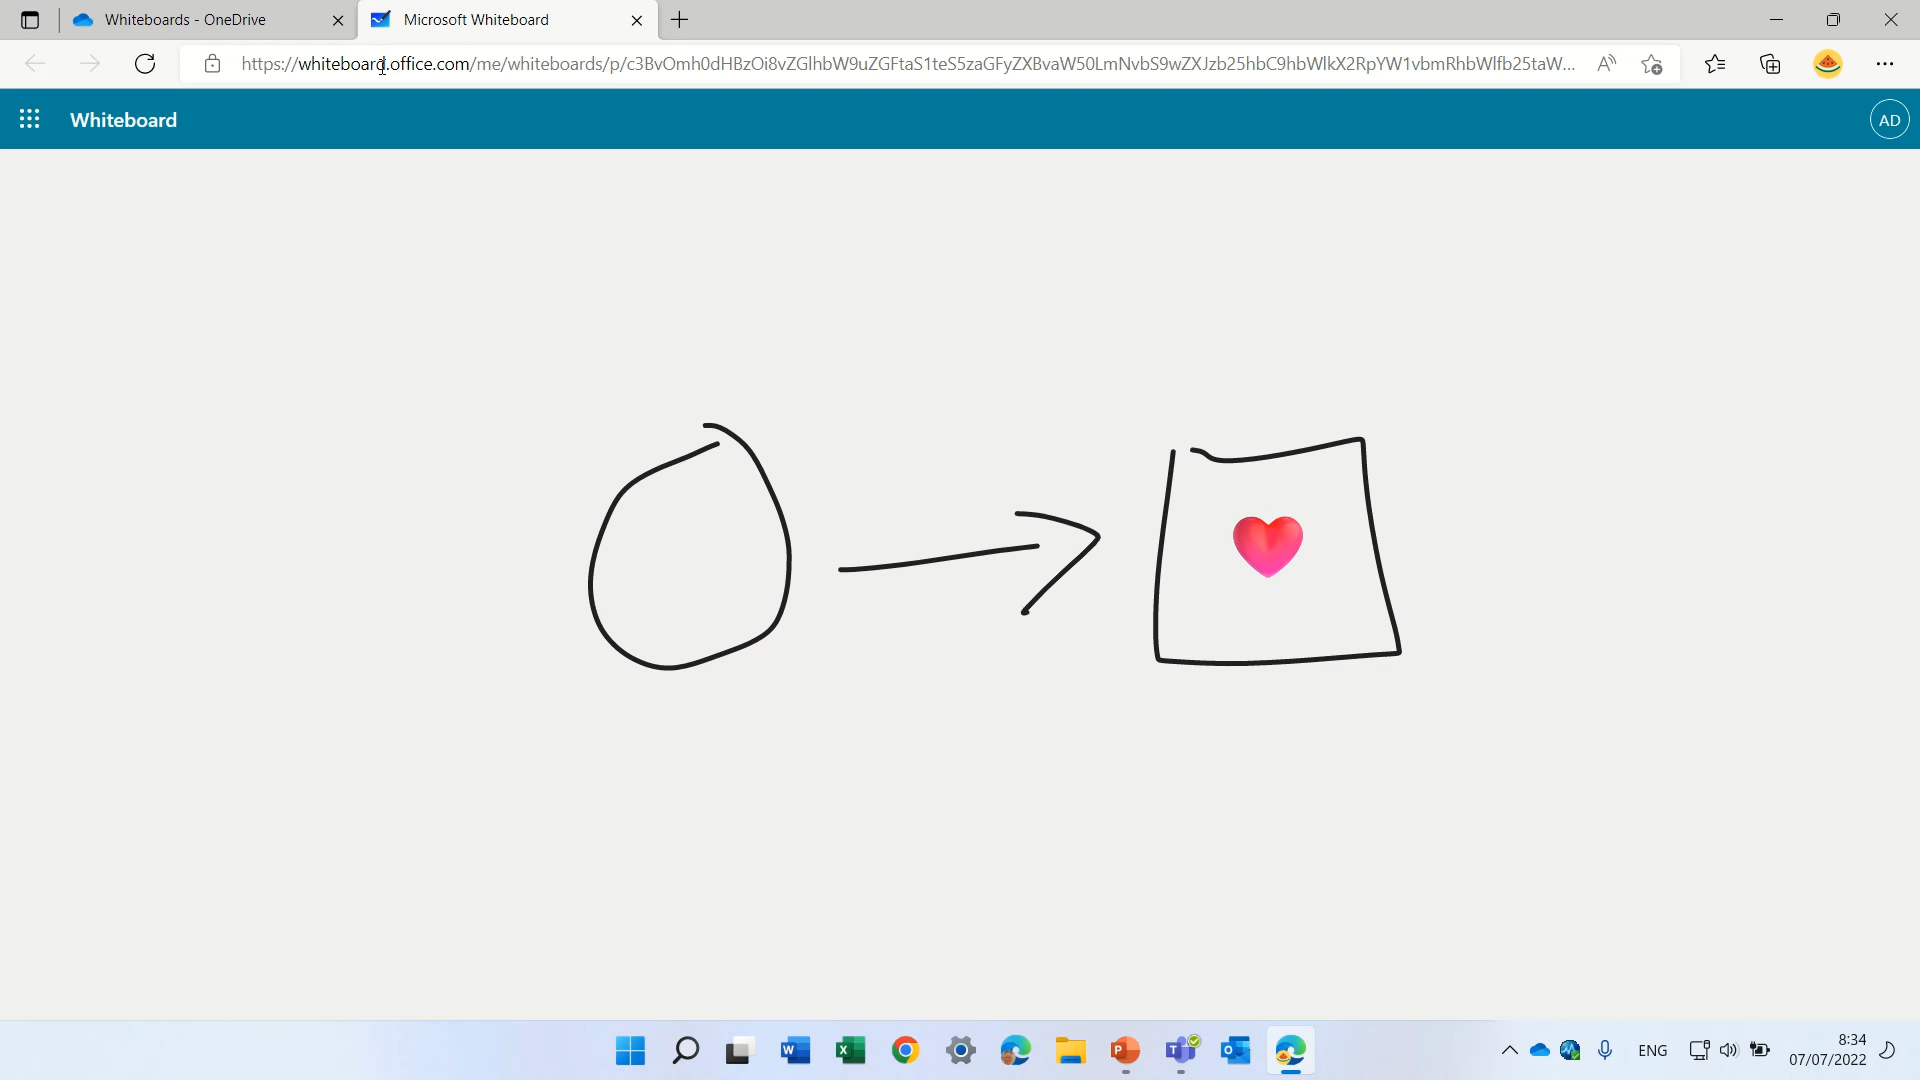 Whiteboards - OneDrive
Microsoft Whiteboard
https://whiteboard.office.com/me/whiteboards/p/c3BvOmh0dHBzOi8vZGlhbW9uZGFtaS1teS5zaGFyZXBvaW50LmNvbS9wZXJzb25hbC9hbWlkX2RpYW1vbmRhbWlfb25taW...
Whiteboard
AD
ENG
8:34
07/07/2022